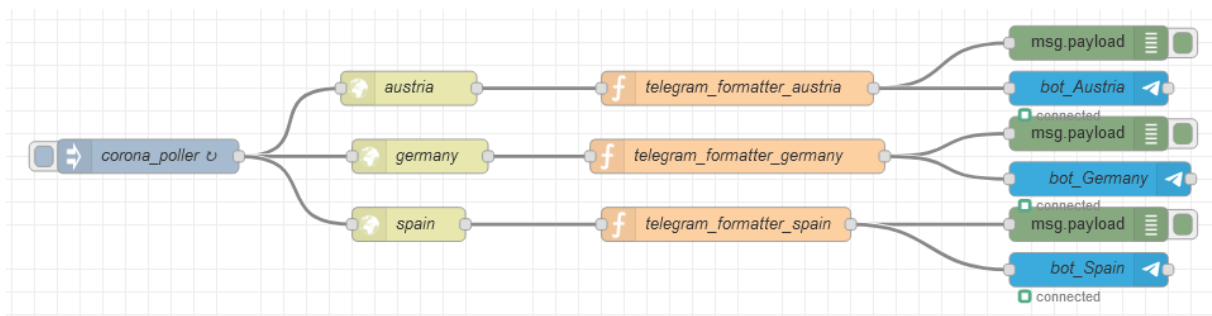 msg.payload
austria
telegram_formatter_austria
bot_Austria
connected
msg.payload
corona_poller ↻
germany
telegram_formatter_germany
bot_Germany
connected
spain
telegram_formatter_spain
msg.payload
bot_Spain
connected